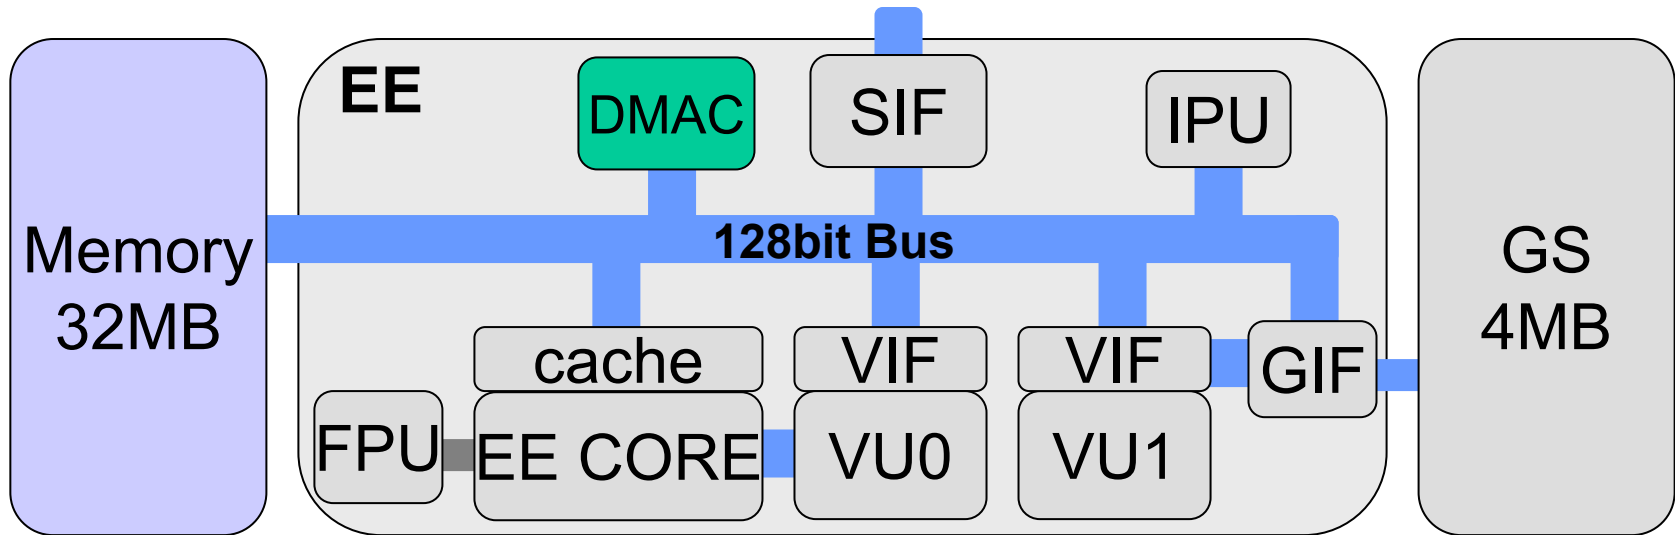 EE
DMAC
SIF
IPU
Memory
32MB
128bit Bus
GS
4MB
cache
VIF
VIF
GIF
FPU
EE CORE
VU0
VU1